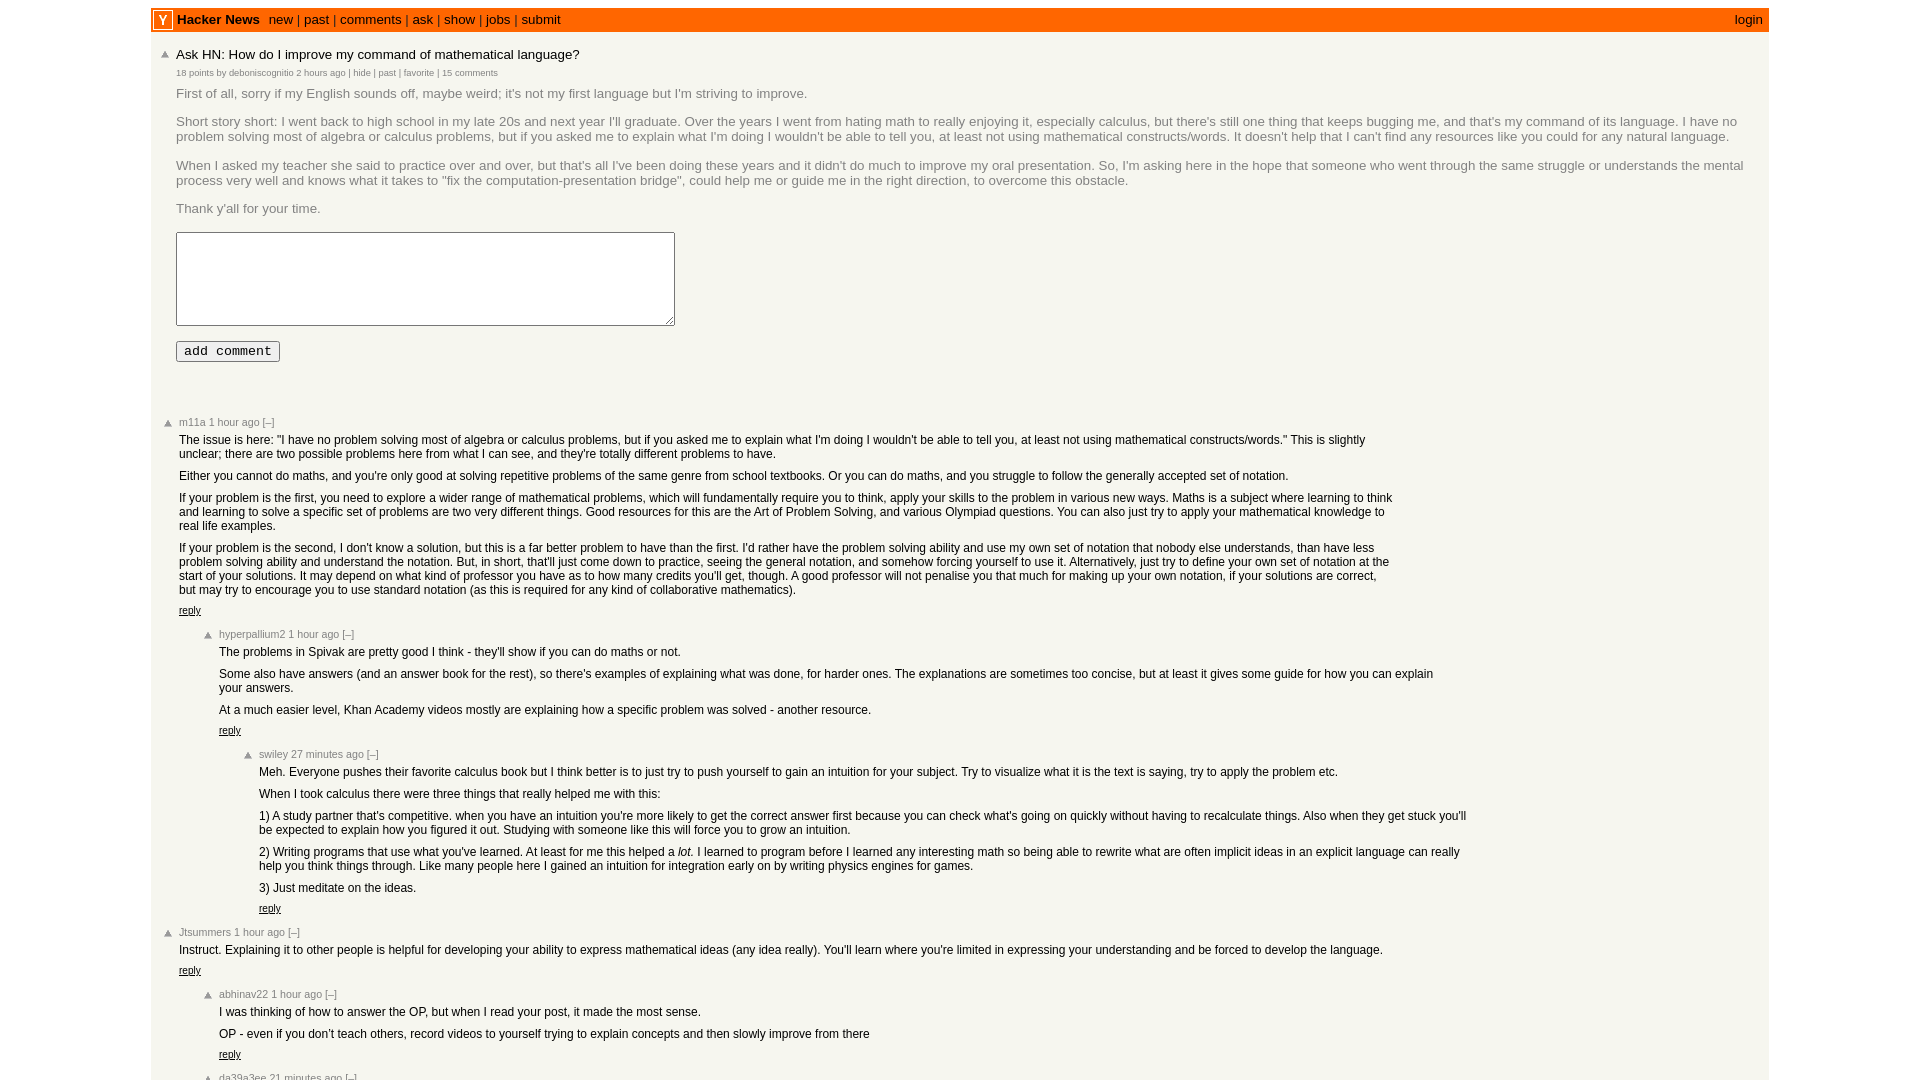 Y Hacker News new | past | comments | ask | show | jobs | submit login
Ask HN: How do I improve my command of mathematical language?
18 points by deboniscognitio 2 hours ago | hide | past | favorite | 15 comments
First of all, sorry if my English sounds off, maybe weird; it's not my first language but I'm striving to improve.
Short story short: I went back to high school in my late 20s and next year I'll graduate. Over the years I went from hating math to really enjoying it, especially calculus, but there's still one thing that keeps bugging me, and that's my command of its language. I have no
problem solving most of algebra or calculus problems, but if you asked me to explain what I'm doing I wouldn't be able to tell you, at least not using mathematical constructs/words. It doesn't help that I can't find any resources like you could for any natural language.
When I asked my teacher she said to practice over and over, but that's all I've been doing these years and it didn't do much to improve my oral presentation. So, I'm asking here in the hope that someone who went through the same struggle or understands the mental
process very well and knows what it takes to "fix the computation-presentation bridge", could help me or guide me in the right direction, to overcome this obstacle.
Thank y'all for your time.
add comment
m11a 1 hour ago [–]
The issue is here: "I have no problem solving most of algebra or calculus problems, but if you asked me to explain what I'm doing I wouldn't be able to tell you, at least not using mathematical constructs/words." This is slightly
unclear; there are two possible problems here from what I can see, and they're totally different problems to have.
Either you cannot do maths, and you're only good at solving repetitive problems of the same genre from school textbooks. Or you can do maths, and you struggle to follow the generally accepted set of notation.
If your problem is the first, you need to explore a wider range of mathematical problems, which will fundamentally require you to think, apply your skills to the problem in various new ways. Maths is a subject where learning to think
and learning to solve a specific set of problems are two very different things. Good resources for this are the Art of Problem Solving, and various Olympiad questions. You can also just try to apply your mathematical knowledge to
real life examples.
If your problem is the second, I don't know a solution, but this is a far better problem to have than the first. I'd rather have the problem solving ability and use my own set of notation that nobody else understands, than have less
problem solving ability and understand the notation. But, in short, that'll just come down to practice, seeing the general notation, and somehow forcing yourself to use it. Alternatively, just try to define your own set of notation at the
start of your solutions. It may depend on what kind of professor you have as to how many credits you'll get, though. A good professor will not penalise you that much for making up your own notation, if your solutions are correct,
but may try to encourage you to use standard notation (as this is required for any kind of collaborative mathematics).
reply
hyperpallium2 1 hour ago [–]
The problems in Spivak are pretty good I think - they'll show if you can do maths or not.
Some also have answers (and an answer book for the rest), so there's examples of explaining what was done, for harder ones. The explanations are sometimes too concise, but at least it gives some guide for how you can explain
your answers.
At a much easier level, Khan Academy videos mostly are explaining how a specific problem was solved - another resource.
reply
swiley 27 minutes ago [–]
Meh. Everyone pushes their favorite calculus book but I think better is to just try to push yourself to gain an intuition for your subject. Try to visualize what it is the text is saying, try to apply the problem etc.
When I took calculus there were three things that really helped me with this:
1) A study partner that's competitive. when you have an intuition you're more likely to get the correct answer first because you can check what's going on quickly without having to recalculate things. Also when they get stuck you'll
be expected to explain how you figured it out. Studying with someone like this will force you to grow an intuition.
2) Writing programs that use what you've learned. At least for me this helped a lot. I learned to program before I learned any interesting math so being able to rewrite what are often implicit ideas in an explicit language can really
help you think things through. Like many people here I gained an intuition for integration early on by writing physics engines for games.
3) Just meditate on the ideas.
reply
Jtsummers 1 hour ago [–]
Instruct. Explaining it to other people is helpful for developing your ability to express mathematical ideas (any idea really). You'll learn where you're limited in expressing your understanding and be forced to develop the language.
reply
abhinav22 1 hour ago [–]
I was thinking of how to answer the OP, but when I read your post, it made the most sense.
OP - even if you don’t teach others, record videos to yourself trying to explain concepts and then slowly improve from there
reply
da39a3ee 21 minutes ago [–]